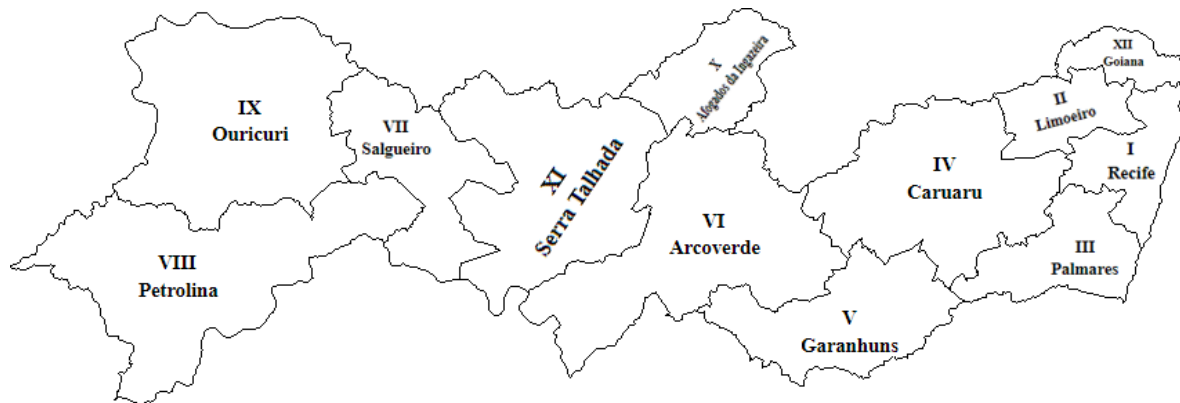 IX
Ouricuri
VII
Salgueiro
VIII
Petrolina
XI
Serra Talhada
X
Afogados da Ingazeira
VI
Arcoverde
V
Garanhuns
IV
Caruaru
II
Limoeiro
XII
Goiana
I
Recife
III
Palmares